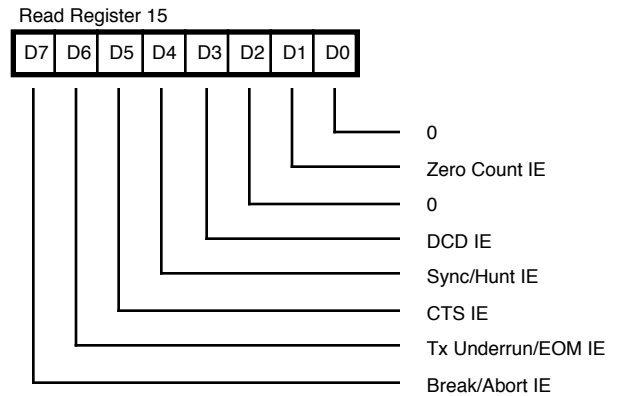 Read Register 15
D7 D6 D5 D4 D3 D2 D1 D0
0
Zero Count IE
0
DCD IE
Sync/Hunt IE
CTS IE
Tx Underrun/EOM IE
Break/Abort IE